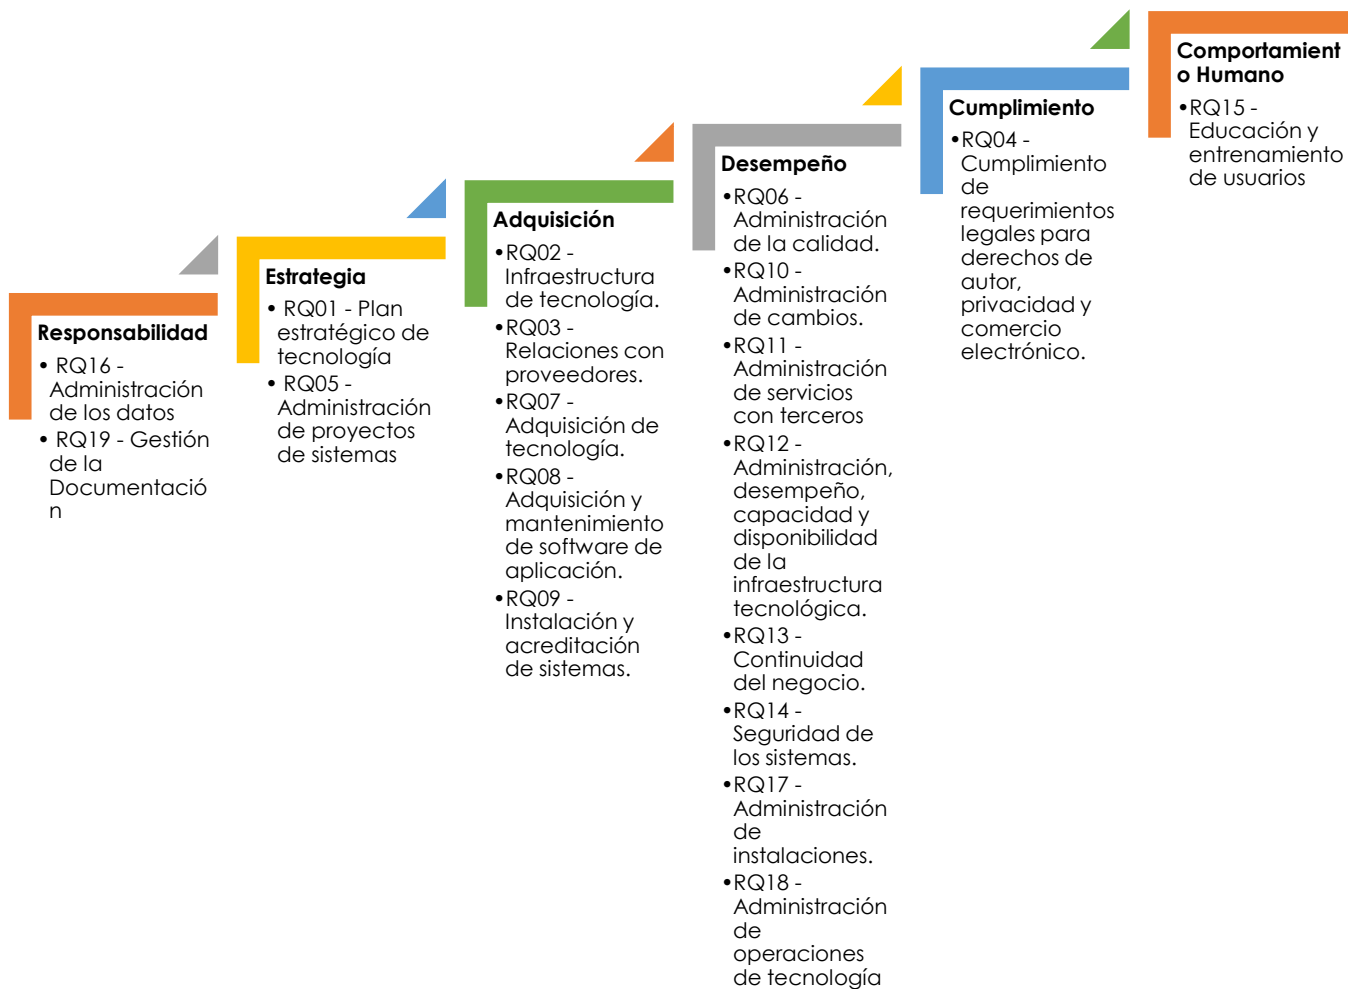 Responsabilidad
• RQ16 -
Administración
de los datos
• RQ19 - Gestión
de la
Documentació
n
Estrategia
• RQ01 - Plan
estratégico de
tecnología
• RQ05 -
Administración
de proyectos
de sistemas
Adquisición
•RQ02 -
Infraestructura
de tecnología.
•RQ03 -
Relaciones con
proveedores.
•RQ07 -
Adquisición de
tecnología.
•RQ08 -
Adquisición y
mantenimiento
de software de
aplicación.
•RQ09 -
Instalación y
acreditación
de sistemas.
Desempeño
•RQ06 -
Administración
de la calidad.
•RQ10 -
Administración
de cambios.
•RQ11 -
Administración
de servicios
con terceros
•RQ12 -
Administración,
desempeño,
capacidad y
disponibilidad
de la
infraestructura
tecnológica.
•RQ13 -
Continuidad
del negocio.
•RQ14 -
Seguridad de
los sistemas.
•RQ17 -
Administración
de
instalaciones.
•RQ18 -
Administración
de
operaciones
de tecnología
Cumplimiento
•RQ04 -
Cumplimiento
de
requerimientos
legales para
derechos de
autor,
privacidad y
comercio
electrónico.
Comportamient
o Humano
•RQ15 -
Educación y
entrenamiento
de usuarios